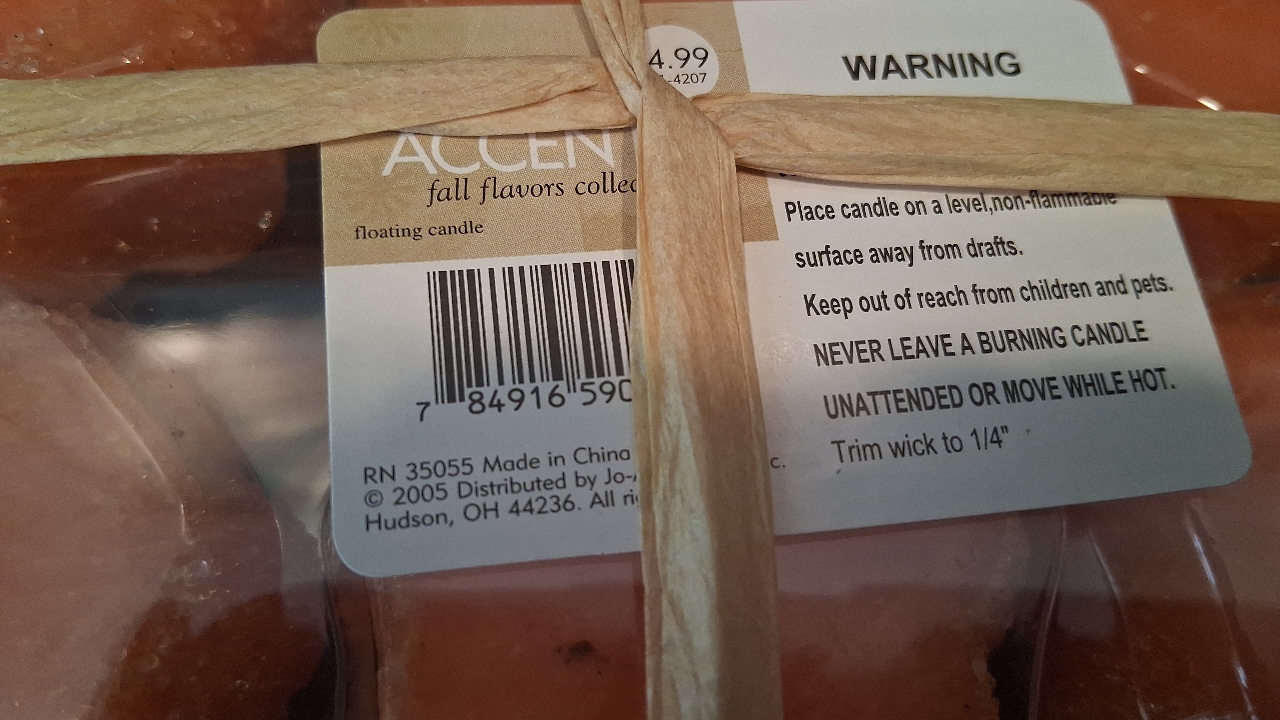 4.99
-4207
ACCEN
fall flavors collec
floating candle
7 84916 590
RN 35055 Made in China
© 2005 Distributed by Jo-
c.
Hudson, OH 44236. All ri
WARNING
Place candle on a level,non-flammable
surface away from drafts.
Keep out of reach from children and pets.
NEVER LEAVE A BURNING CANDLE
UNATTENDED OR MOVE WHILE HOT.
Trim wick to 1/4"